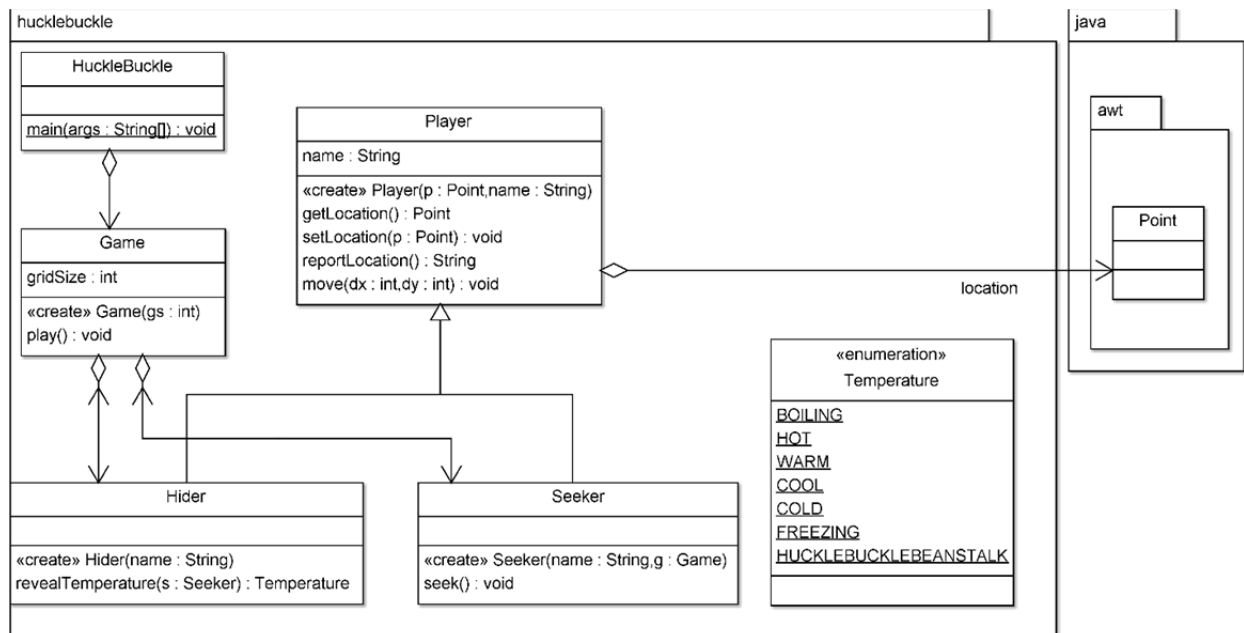 hucklebuckle
HuckleBuckle
main(args : String[]) : void
Game
gridSize : int
«create» Game(gs : int)
play() : void
Player
name : String
«create» Player(p : Point,name : String)
getLocation() : Point
setLocation(p : Point) : void
reportLocation() : String
move(dx : int,dy : int) : void
location
java
awt
Point
«enumeration»
Temperature
BOILING
HOT
WARM
COOL
COLD
FREEZING
HUCKLEBUCKLEBEANSTALK
Hider
«create» Hider(name : String)
revealTemperature(s : Seeker) : Temperature
Seeker
«create» Seeker(name : String,g : Game)
seek() : void